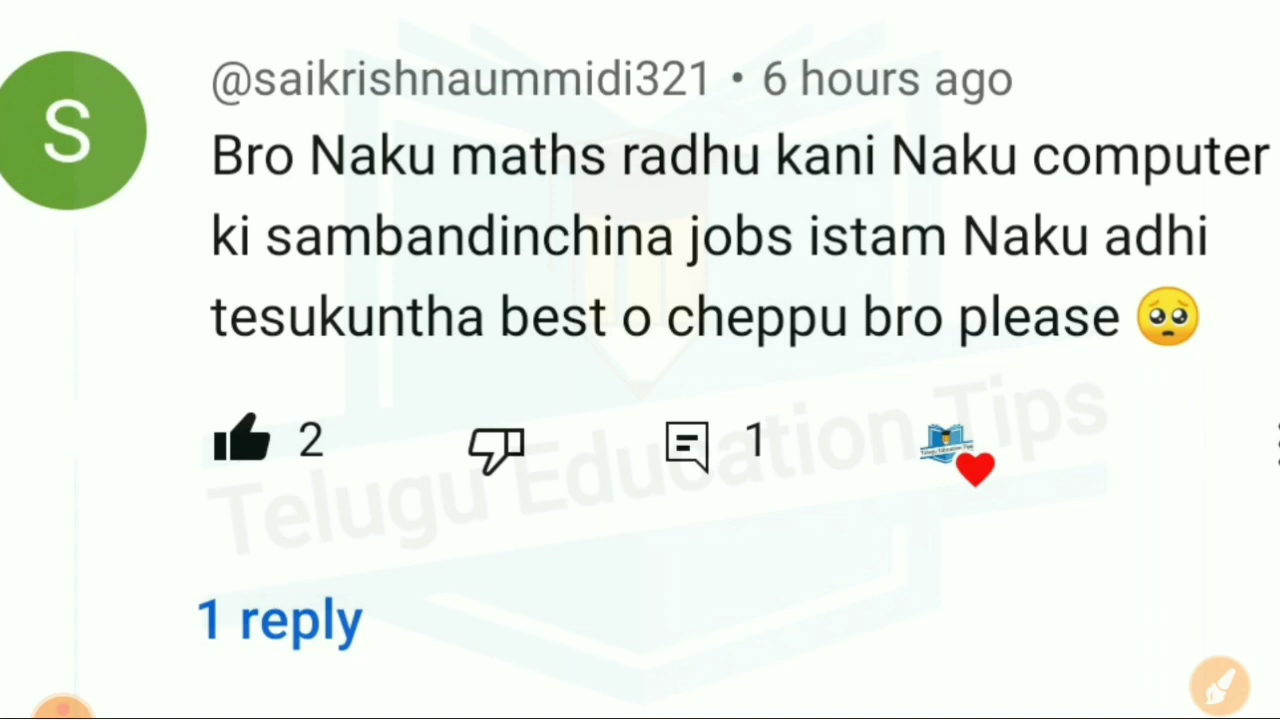 S
@saikrishnaummidi321 • 6 hours ago
Bro Naku maths radhu kani Naku computer
ki sambandinchina jobs istam Naku adhi
tesukuntha best o cheppu bro please 🥺
2
1
Telugu Education Tips
1 reply